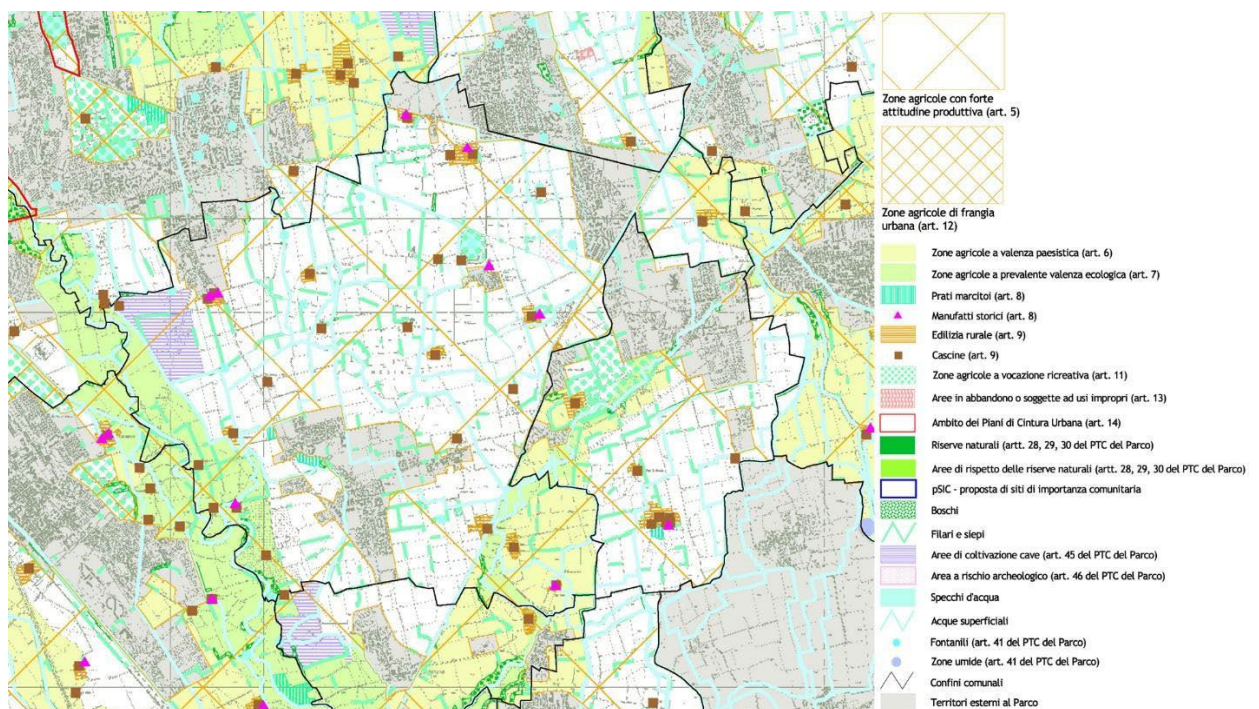 Zone agricole con forte
attitudine produttiva (art. 5)
Zone agricole di frangia
urbana (art. 12)
Zone agricole a valenza paesistica (art. 6)
Zone agricole a prevalente valenza ecologica (art. 7)
Prati marcitoi (art. 8)
Manufatti storici (art. 8)
Edilizia rurale (art. 9)
Cascine (art. 9)
Zone agricole a vocazione ricreativa (art. 11)
Aree in abbandono o soggette ad usi impropri (art. 13)
Ambito dei Piani di Cintura Urbana (art. 14)
Riserve naturali (artt. 28, 29, 30 del PTC del Parco)
Aree di rispetto delle riserve naturali (artt. 28, 29, 30 del PTC del Parco)
pSIC - proposta di siti di importanza comunitaria
Boschi
Filari e siepi
Aree di coltivazione cave (art. 45 del PTC del Parco)
Area a rischio archeologico (art. 46 del PTC del Parco)
Specchi d'acqua
Acque superficiali
Fontanili (art. 41 del PTC del Parco)
Zone umide (art. 41 del PTC del Parco)
Confini comunali
Territori esterni al Parco